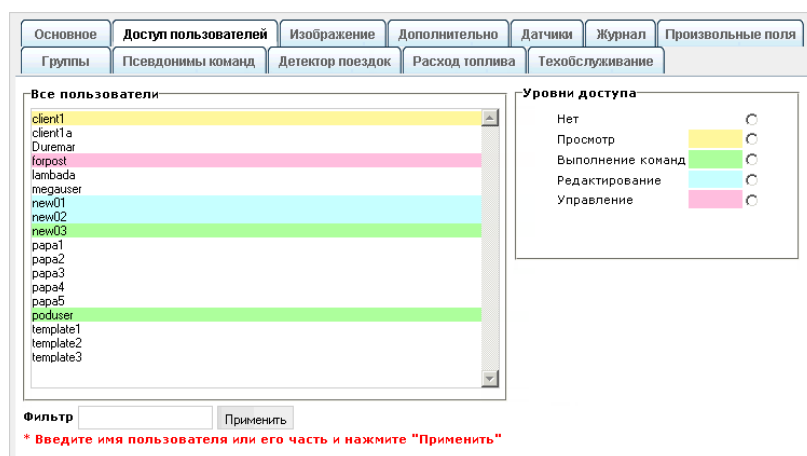 Основное Доступ пользователей Изображение Дополнительно Датчики Журнал Произвольные поля
Группы Псевдонимы команд Детектор поездок Расход топлива Техобслуживание
Все пользователи
client1
client1a
Duremar
forpost
lambada
megauser
new01
new02
new03
papa1
papa2
papa3
papa4
papa5
poduser
template1
template2
template3
Уровни доступа
Нет
Просмотр
Выполнение команд
Редактирование
Управление
Фильтр Применить
* Введите имя пользователя или его часть и нажмите "Применить"